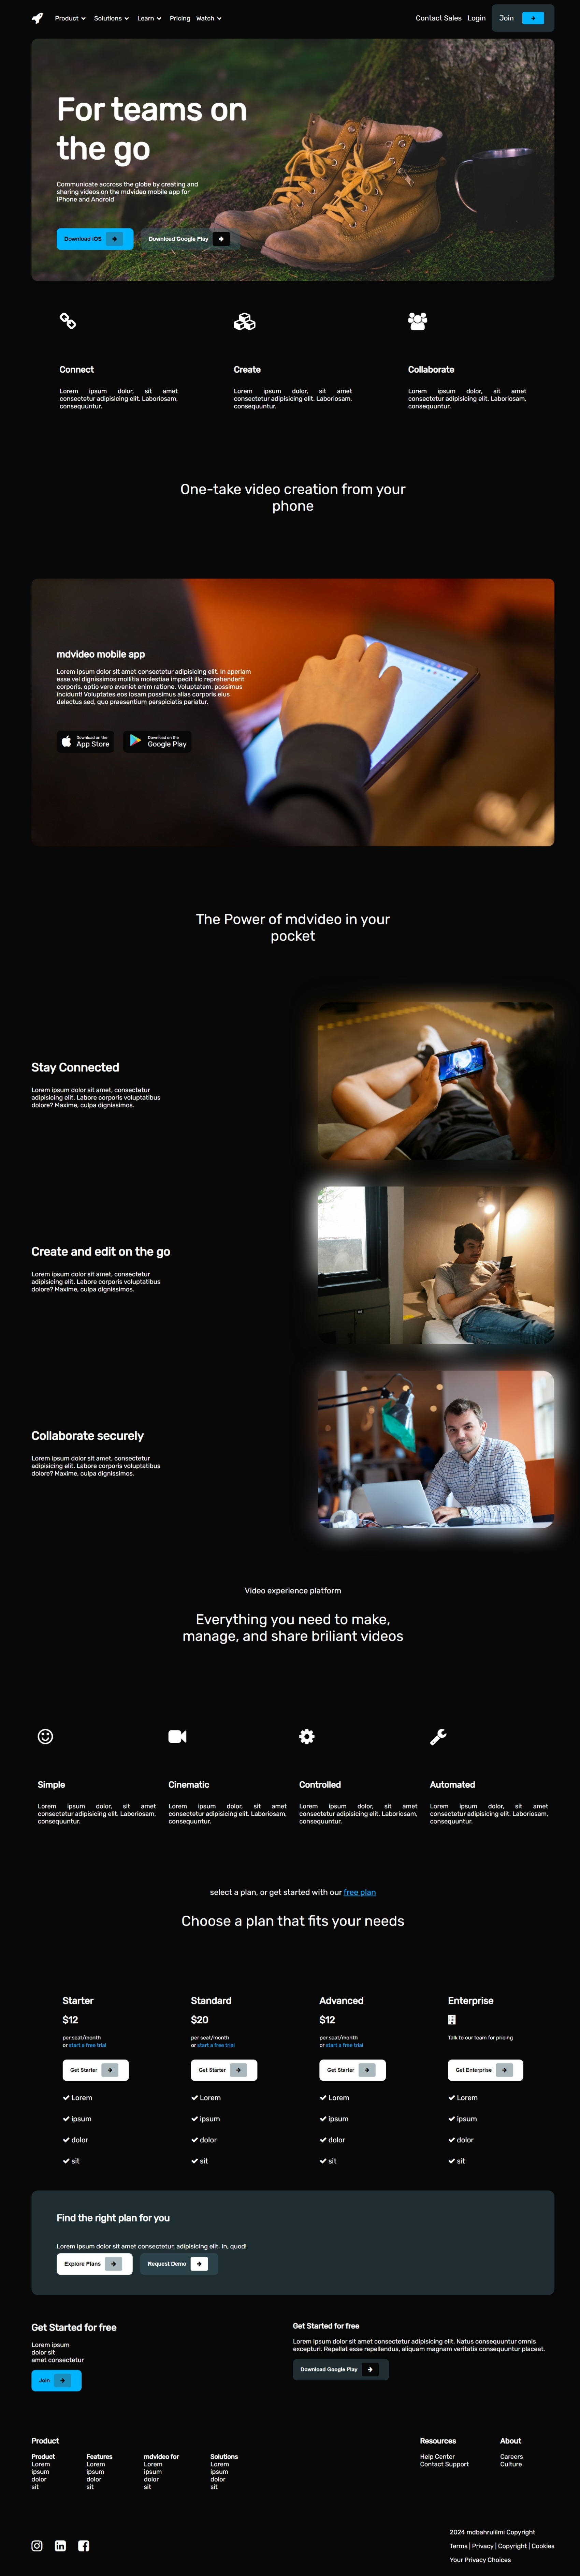 Product Solutions Learn Pricing Watch Contact Sales Login Join
For teams on
the go
Communicate accross the globe by creating and
sharing videos on the mdvideo mobile app for
iPhone and Android
Download iOS Download Google Play
Connect Create Collaborate
Lorem ipsum dolor, sit amet
consectetur adipisicing elit. Laboriosam,
consequuntur.
Lorem ipsum dolor, sit amet
consectetur adipisicing elit. Laboriosam,
consequuntur.
Lorem ipsum dolor, sit amet
consectetur adipisicing elit. Laboriosam,
consequuntur.
One-take video creation from your
phone
mdvideo mobile app
Lorem ipsum dolor sit amet consectetur adipisicing elit. In aperiam
esse vel dignissimos mollitia molestiae impedit illo reprehenderit
corporis, optio vero eveniet enim ratione. Voluptatem, possimus
incidunt! Voluptates eos ipsam possimus alias corporis eius
delectus sed, quo praesentium perspiciatis pariatur.
Download on the
App Store
Download on the
Google Play
The Power of mdvideo in your
pocket
Stay Connected
Lorem ipsum dolor sit amet, consectetur
adipisicing elit. Labore corporis voluptatibus
dolore? Maxime, culpa dignissimos.
Create and edit on the go
Lorem ipsum dolor sit amet, consectetur
adipisicing elit. Labore corporis voluptatibus
dolore? Maxime, culpa dignissimos.
Collaborate securely
Lorem ipsum dolor sit amet, consectetur
adipisicing elit. Labore corporis voluptatibus
dolore? Maxime, culpa dignissimos.
Video experience platform
Everything you need to make,
manage, and share briliant videos
Simple
Lorem ipsum dolor, sit amet
consectetur adipisicing elit. Laboriosam,
consequuntur.
Cinematic
Lorem ipsum dolor, sit amet
consectetur adipisicing elit. Laboriosam,
consequuntur.
Controlled
Lorem ipsum dolor, sit amet
consectetur adipisicing elit. Laboriosam,
consequuntur.
Automated
Lorem ipsum dolor, sit amet
consectetur adipisicing elit. Laboriosam,
consequuntur.
select a plan, or get started with our free plan
Choose a plan that fits your needs
Starter
$12
per seat/month
or start a free trial
Get Starter
Lorem
ipsum
dolor
sit
Standard
$20
per seat/month
or start a free trial
Get Starter
Lorem
ipsum
dolor
sit
Advanced
$12
per seat/month
or start a free trial
Get Starter
Lorem
ipsum
dolor
sit
Enterprise
Talk to our team for pricing
Get Enterprise
Lorem
ipsum
dolor
sit
Find the right plan for you
Lorem ipsum dolor sit amet consectetur, adipisicing elit. In, quod!
Explore Plans Request Demo
Get Started for free
Lorem ipsum
dolor sit
amet consectetur
Join
Get Started for free
Lorem ipsum dolor sit amet consectetur adipisicing elit. Natus consequuntur omnis
excepturi. Repellat esse repellendus, aliquam magnam veritatis consequuntur placeat.
Download Google Play
Product
Product
Lorem
ipsum
dolor
sit
Features
Lorem
ipsum
dolor
sit
mdvideo for
Lorem
ipsum
dolor
sit
Solutions
Lorem
ipsum
dolor
sit
Resources
Help Center
Contact Support
About
Careers
Culture
2024 mdbahrulilmi Copyright
Terms | Privacy | Copyright | Cookies
Your Privacy Choices